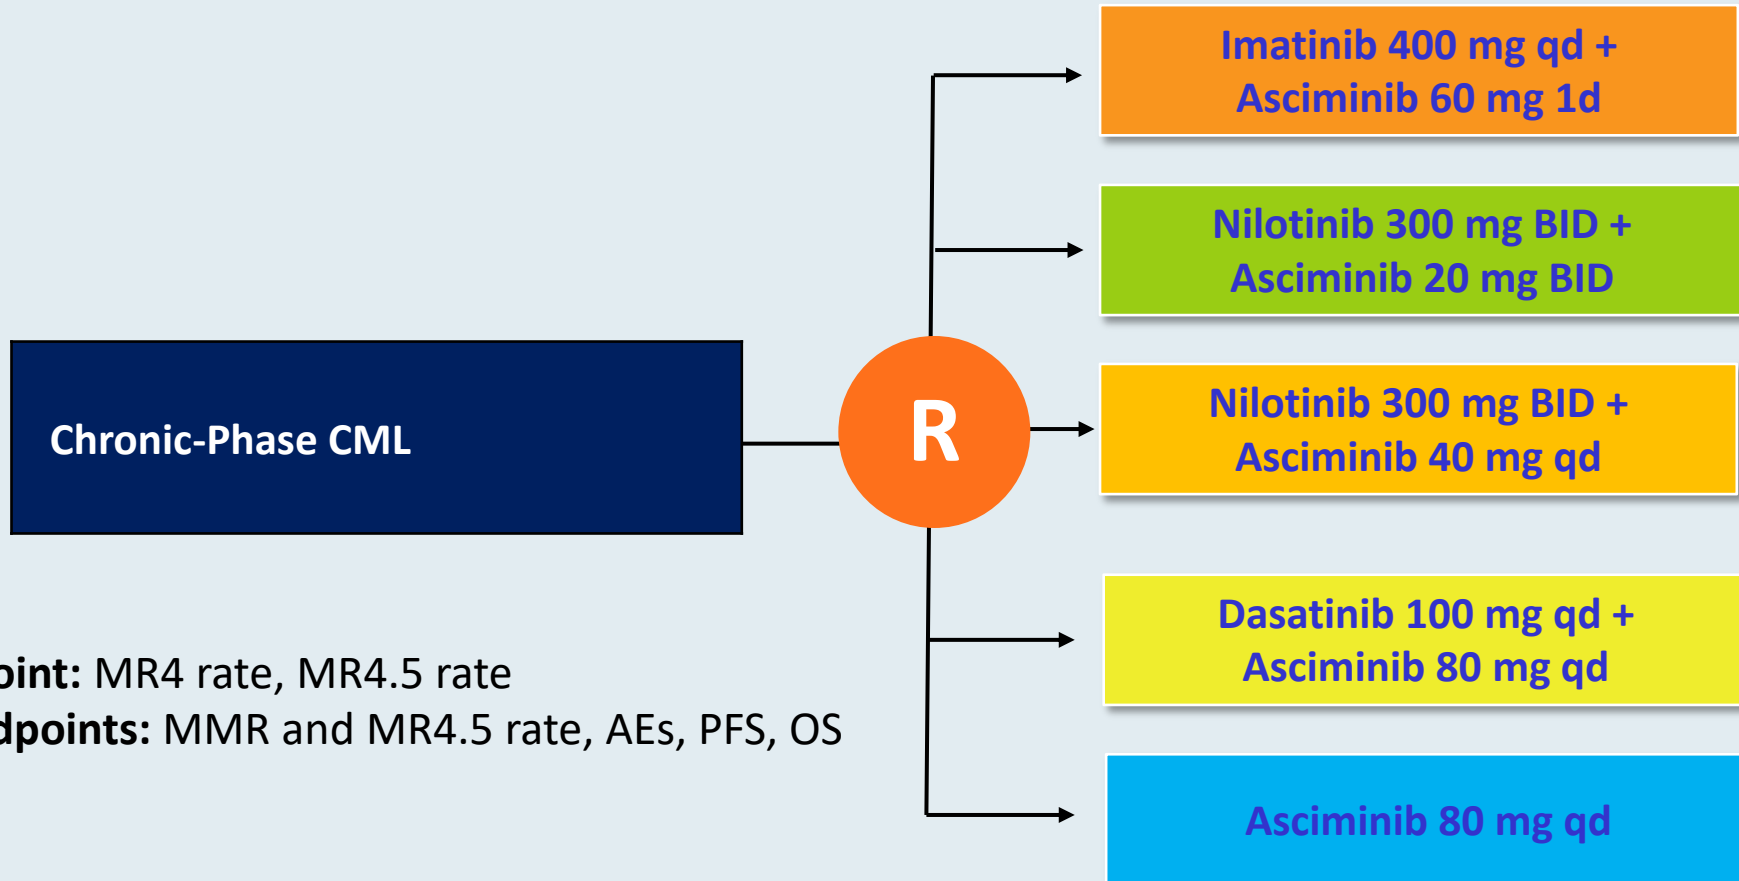 Imatinib 400 mg qd +
Asciminib 60 mg 1d
Nilotinib 300 mg BID +
Asciminib 20 mg BID
Chronic-Phase CML
R
Nilotinib 300 mg BID +
Asciminib 40 mg qd
Dasatinib 100 mg qd +
Asciminib 80 mg qd
oint: MR4 rate, MR4.5 rate
dpoints: MMR and MR4.5 rate, AEs, PFS, OS
Asciminib 80 mg qd